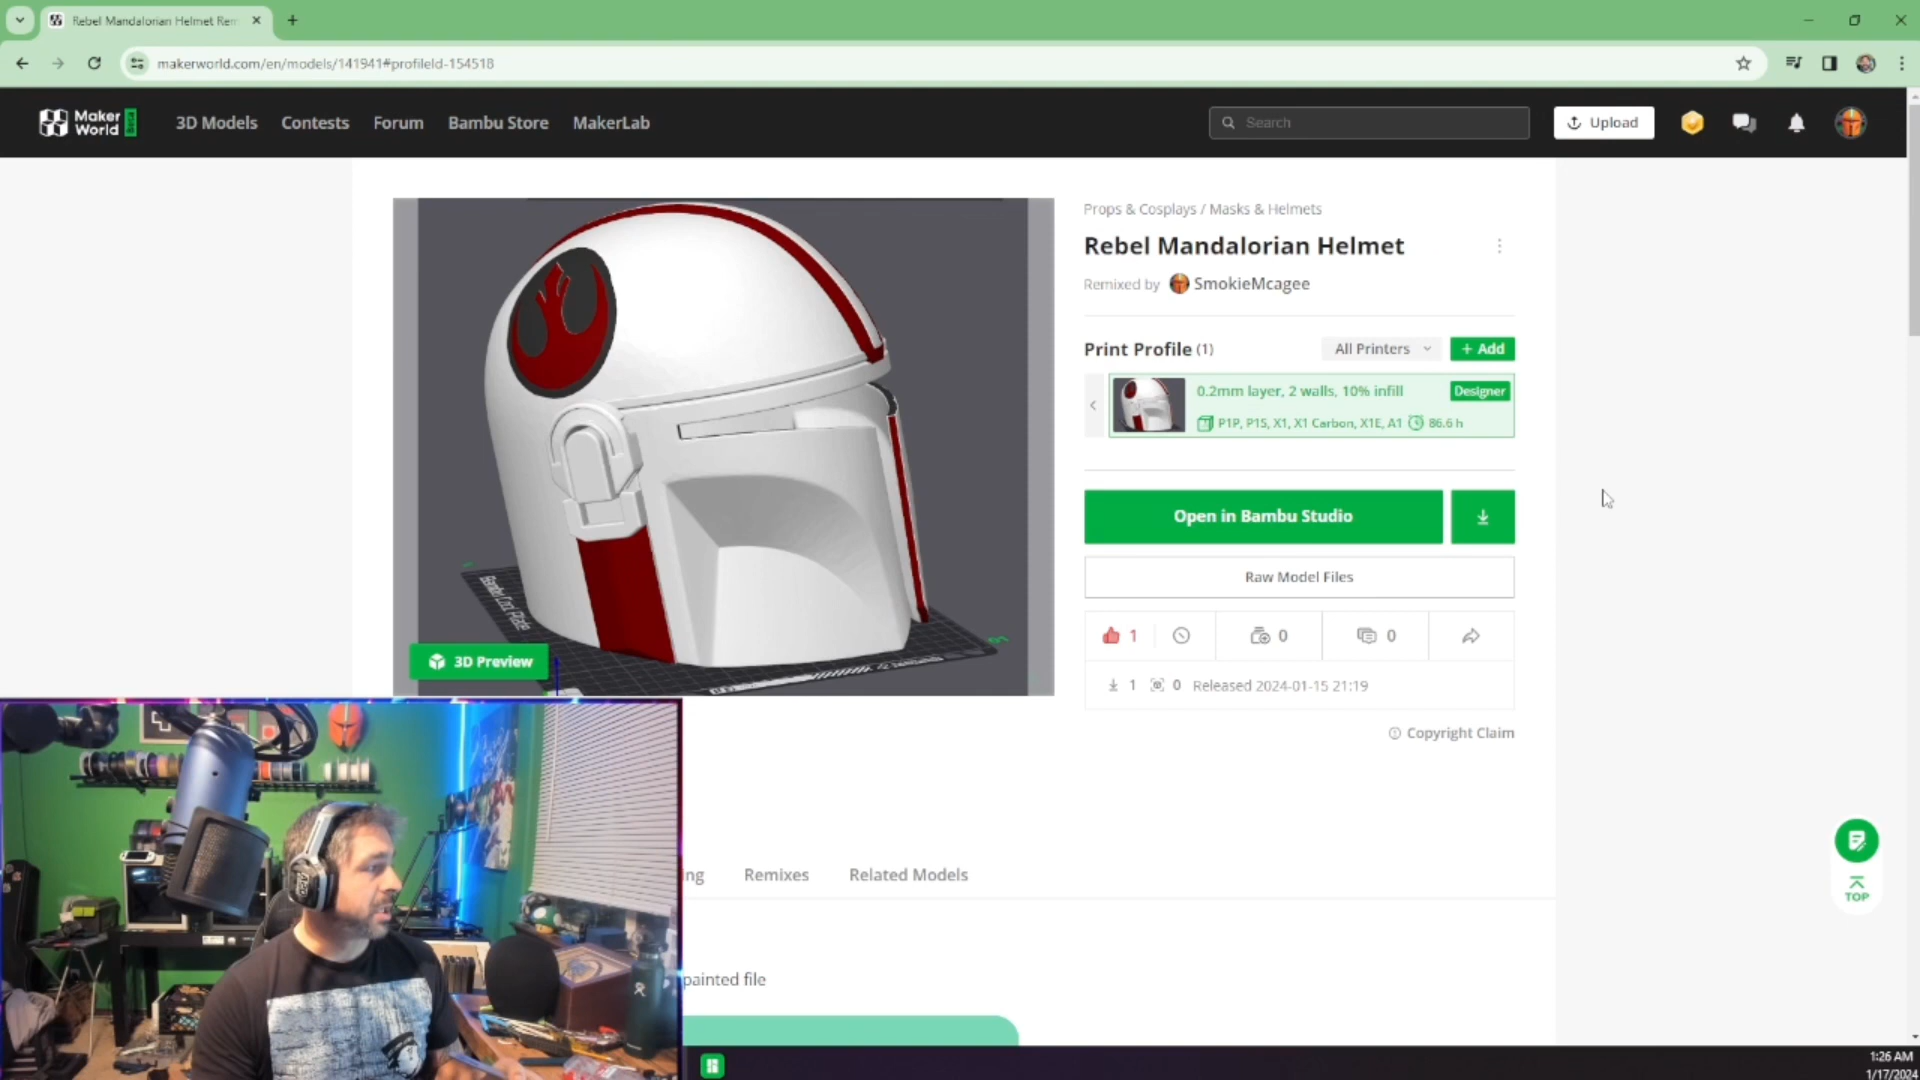 Rebel Mandalorian Helmet Rem
makerworld.com/en/models/141941#profileId-154518
Maker World
3D Models
Contests
Forum
Bambu Store
MakerLab
Search
Upload
Props & Cosplays / Masks & Helmets
Rebel Mandalorian Helmet
Remixed by SmokieMcagee
Print Profile (1)
All Printers
+ Add
0.2mm layer, 2 walls, 10% infill
Designer
P1P, P1S, X1, X1 Carbon, X1E, A1 86.6 h
Open in Bambu Studio
Raw Model Files
1
0
0
1 0 Released 2024-01-15 21:19
Copyright Claim
3D Preview
ng
Remixes
Related Models
TOP
painted file
1:26 AM
1/17/2024